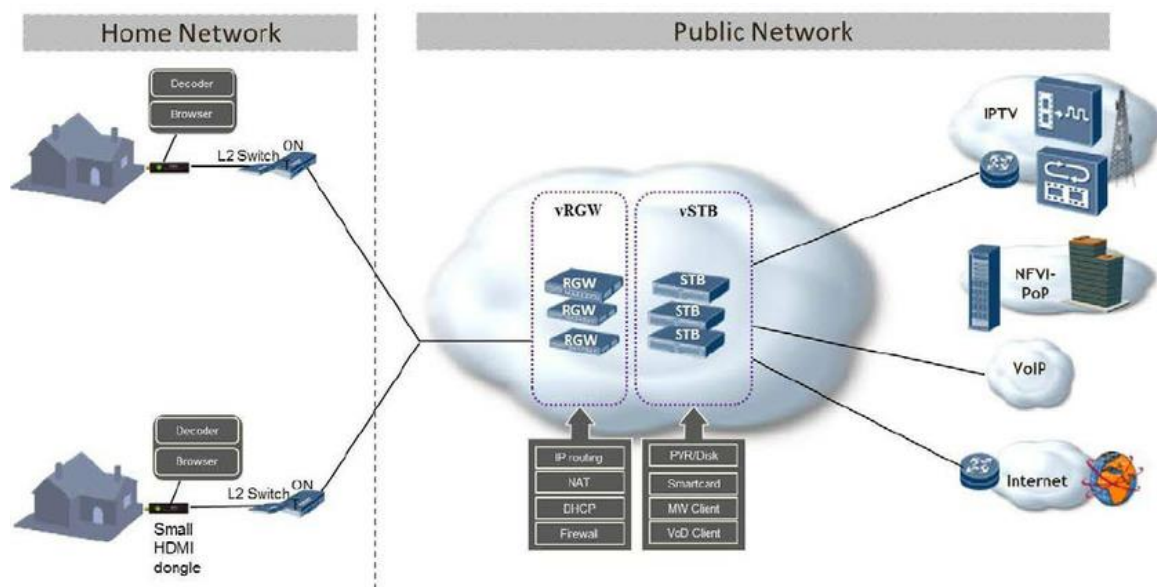 Home Network
Public Network
Decoder
Browser
L2 Switch
ON
Decoder
Browser
L2 Switch
ON
Small
HDMI
dongle
vRGW
vSTB
RGW
RGW
RGW
STB
STB
STB
IP routing
NAT
DHCP
Firewall
PVR/Disk
Smartcard
MW Client
VoD Client
IPTV
NFVI-
PoP
VoIP
Internet